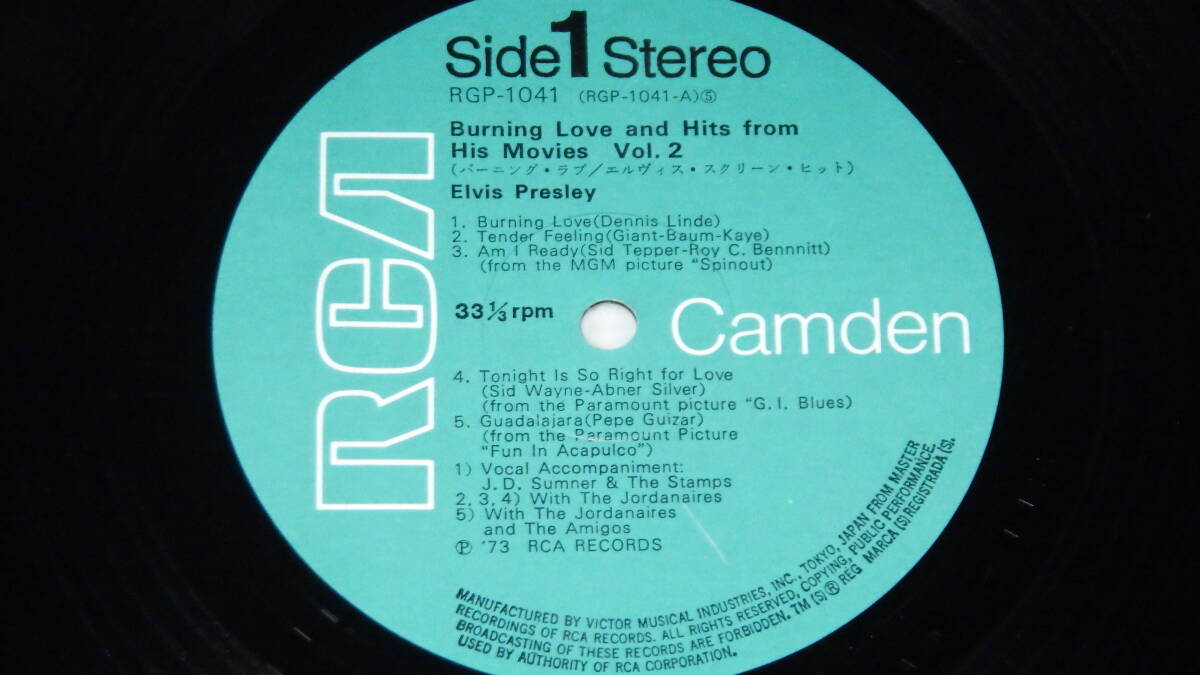 Side 1 Stereo
RGP-1041 (RGP-1041-A)⑤
Burning Love and Hits from
His Movies Vol. 2
(バーニング・ラブ/エルヴィス・スクリーン・ヒット)
Elvis Presley
1. Burning Love(Dennis Linde)
2. Tender Feeling(Giant-Baum-Kaye)
3. Am I Ready(Sid Tepper-Roy C. Bennnitt)
(from the MGM picture "Spinout)
33 1/3 rpm
Camden
RCA
4. Tonight Is So Right for Love
(Sid Wayne-Abner Silver)
(from the Paramount picture "G.I. Blues)
5. Guadalajara(Pepe Guizar)
(from the Paramount Picture
"Fun In Acapulco")
1) Vocal Accompaniment:
J.D. Sumner & The Stamps
2, 3, 4) With The Jordanaires
5) With The Jordanaires
and The Amigos
Ⓟ '73 RCA RECORDS
MANUFACTURED BY VICTOR MUSICAL INDUSTRIES, INC., TOKYO, JAPAN FROM MASTER
RECORDINGS OF RCA RECORDS. ALL RIGHTS RESERVED, COPYING, PUBLIC PERFORMANCE,
BROADCASTING OF THESE RECORDS ARE FORBIDDEN. TM (S) ® REG MARCA (S) REGISTRADA (S).
USED BY AUTHORITY OF RCA CORPORATION.